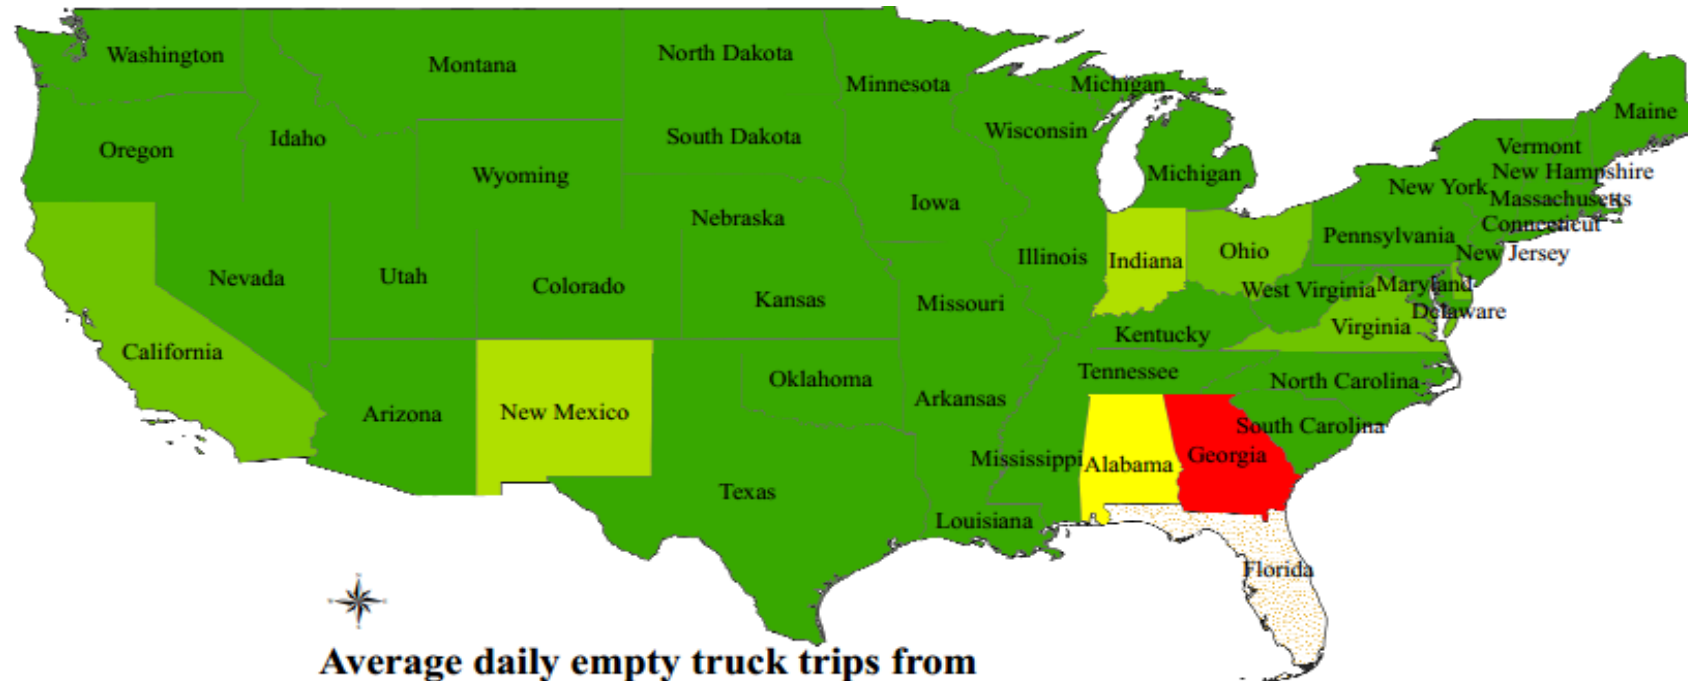 Washington
Montana
North Dakota
Minnesota
Michigan
Maine
Oregon
Idaho
South Dakota
Wisconsin
Vermont
Wyoming
Michigan
New Hampshire
New York
Massachusetts
Nebraska
Iowa
Connecticut
Pennsylvania
New Jersey
Nevada
Utah
Colorado
Kansas
Illinois
Indiana
Ohio
Missouri
West Virginia
Maryland
Delaware
California
Kentucky
Virginia
Arizona
New Mexico
Oklahoma
Arkansas
Tennessee
North Carolina
South Carolina
Texas
Mississippi
Alabama
Georgia
Louisiana
Florida
Average daily empty truck trips from